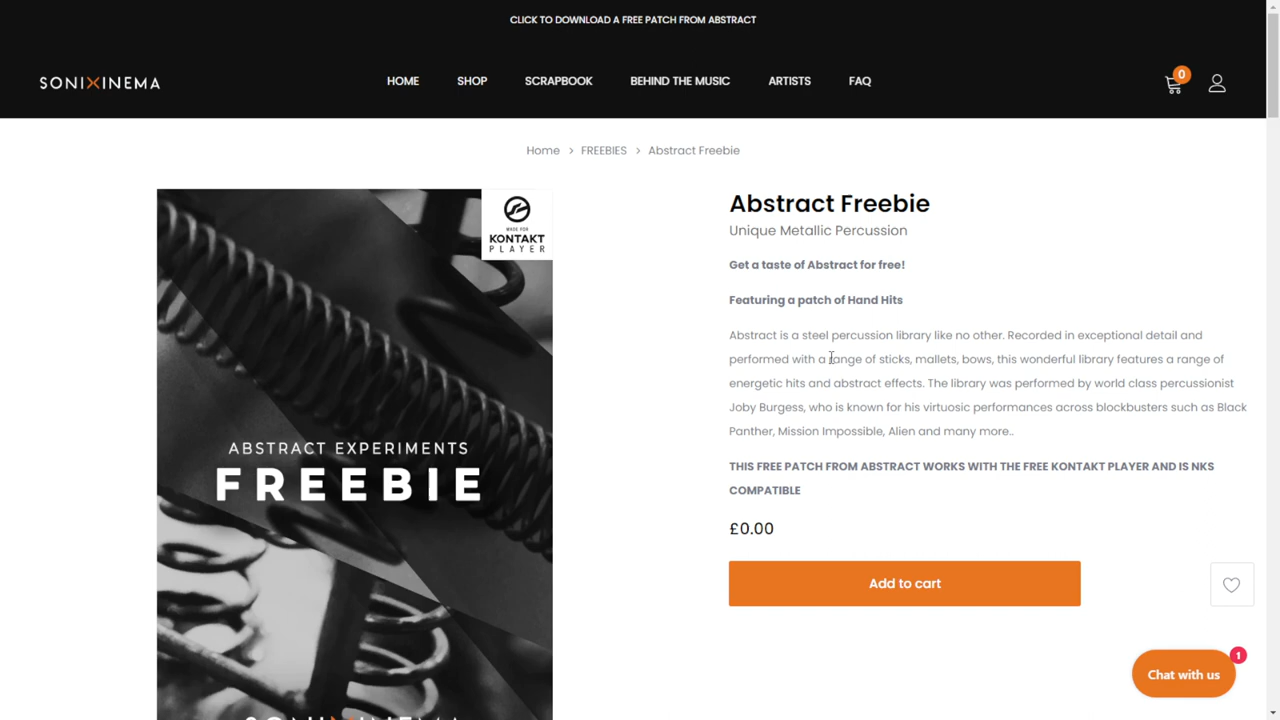 CLICK TO DOWNLOAD A FREE PATCH FROM ABSTRACT
SONIXINEMA
HOME SHOP SCRAPBOOK BEHIND THE MUSIC ARTISTS FAQ
0
Home > FREEBIES > Abstract Freebie
MADE FOR
KONTAKT
PLAYER
ABSTRACT EXPERIMENTS
FREEBIE
SONIXINEMA
Abstract Freebie
Unique Metallic Percussion
Get a taste of Abstract for free!
Featuring a patch of Hand Hits
Abstract is a steel percussion library like no other. Recorded in exceptional detail and
performed with a range of sticks, mallets, bows, this wonderful library features a range of
energetic hits and abstract effects. The library was performed by world class percussionist
Joby Burgess, who is known for his virtuosic performances across blockbusters such as Black
Panther, Mission Impossible, Alien and many more..
THIS FREE PATCH FROM ABSTRACT WORKS WITH THE FREE KONTAKT PLAYER AND IS NKS
COMPATIBLE
£0.00
Add to cart
1
Chat with us